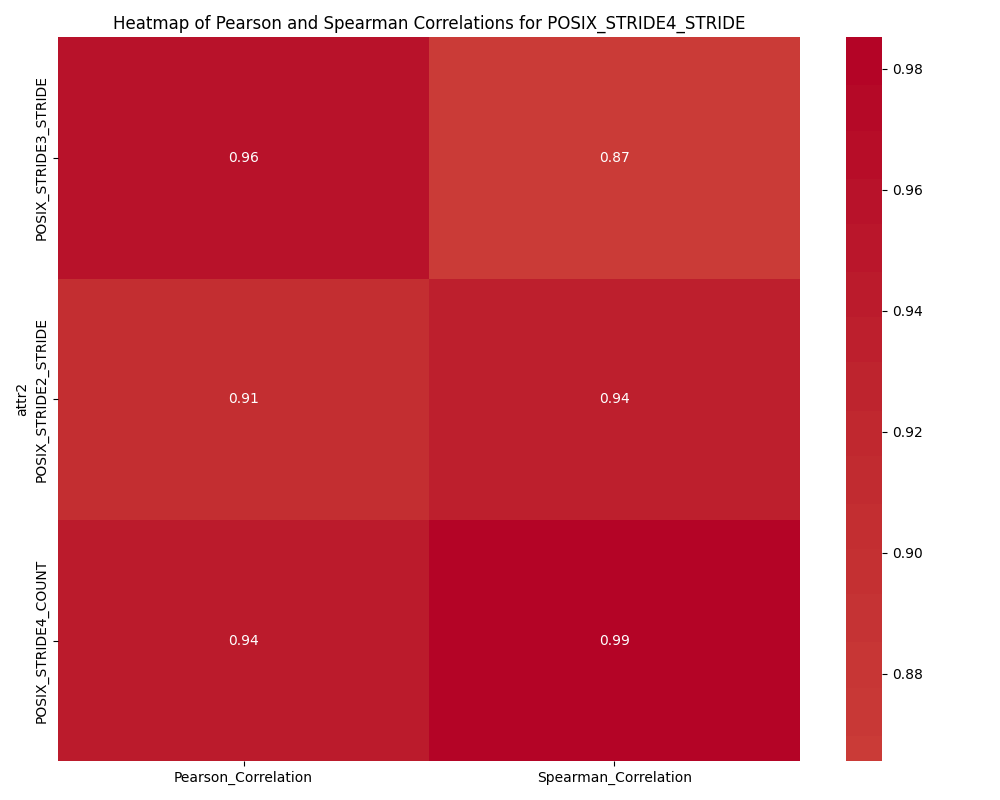 Heatmap of Pearson and Spearman Correlations for POSIX_STRIDE4_STRIDE
attr2
POSIX_STRIDE3_STRIDE
0.96
0.87
POSIX_STRIDE2_STRIDE
0.91
0.94
POSIX_STRIDE4_COUNT
0.94
0.99
Pearson_Correlation
Spearman_Correlation
0.98
0.96
0.94
0.92
0.90
0.88